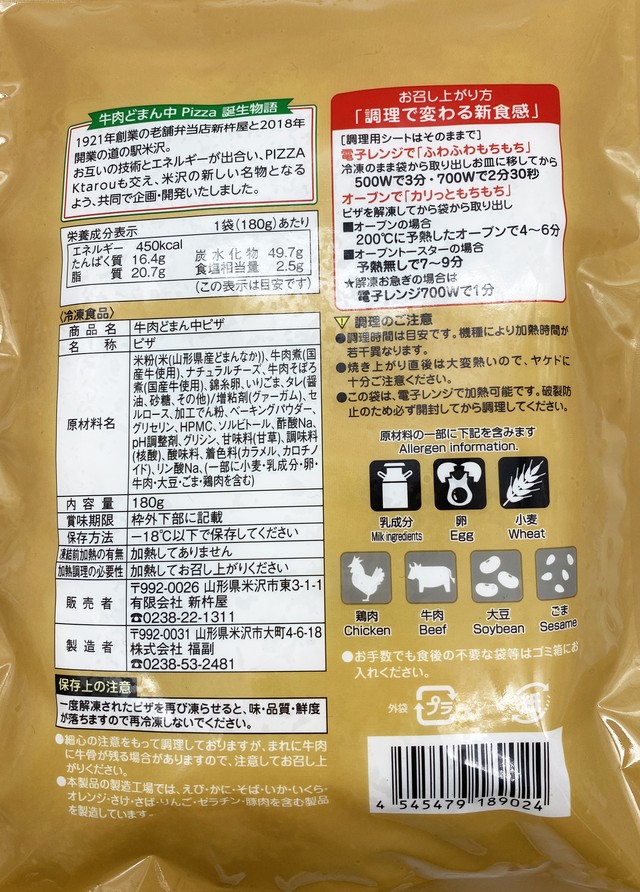 牛肉どまん中 Pizza 誕生物語
1921年創業の老舗弁当店新杵屋と2018年
開業の道の駅米沢。
お互いの技術とエネルギーが出合い、PIZZA
Ktarouも交え、米沢の新しい名物となる
よう、共同で企画・開発いたしました。
栄養成分表示 1袋(180g)あたり
エネルギー 450kcal
たんぱく質 16.4g 炭水化物 49.7g
脂質 20.7g 食塩相当量 2.5g
(この表示は目安です)
〈冷凍食品〉
商品名 牛肉どまん中ピザ
名称 ピザ
原材料名
米粉(米(山形県産どまんなか))、牛肉煮(国
産牛使用)、ナチュラルチーズ、牛肉そぼろ
煮(国産牛使用)、錦糸卵、いりごま、タレ(醤
油、砂糖、その他)/増粘剤(グァーガム)、セ
ルロース、加工でん粉、ベーキングパウダー、
グリセリン、HPMC、ソルビトール、酢酸Na、
pH調整剤、グリシン、甘味料(甘草)、調味料
(核酸)、酸味料、着色料(カラメル、カロチノ
イド)、リン酸Na、(一部に小麦・乳成分・卵・
牛肉・大豆・ごま・鶏肉を含む)
内容量 180g
賞味期限 枠外下部に記載
保存方法 −18℃以下で保存してください
凍結前加熱の有無 加熱してありません
加熱調理の必要性 加熱してお召し上がりください
販売者
〒992-0026 山形県米沢市東3-1-1
有限会社 新杵屋
☎0238-22-1311
製造者
〒992-0031 山形県米沢市大町4-6-18
株式会社 福副
☎0238-53-2481
保存上の注意
一度解凍されたピザを再び凍らせると、味・品質・鮮度
が落ちますので再冷凍しないでください。
●細心の注意をもって調理しておりますが、まれに牛肉
に牛骨が残る場合がありますので、注意してお召し上
がりください。
●本製品の製造工場では、えび・かに・そば・いか・いくら・
オレンジ・さけ・さば・りんご・ゼラチン・豚肉を含む製品
を製造しています。
お召し上がり方
「調理で変わる新食感」
[調理用シートはそのままで]
電子レンジで「ふわふわもちもち」
冷凍のまま袋から取り出しお皿に移してから
500Wで3分・700Wで2分30秒
オーブンで「カリっともちもち」
ピザを解凍してから袋から取り出し
■オーブンの場合
200℃に予熱したオーブンで4〜6分
■オーブントースターの場合
予熱無しで7〜9分
★解凍お急ぎの場合は
電子レンジ700Wで1分
調理のご注意
●調理時間は目安です。機種により加熱時間が
若干異なります。
●焼き上がり直後は大変熱いので、ヤケドに
十分ご注意ください。
●この袋は、電子レンジで加熱可能です。破裂防
止のため必ず開封してから調理してください。
原材料の一部に下記を含みます
Allergen information.
乳成分 卵 小麦
Milk ingredients Egg Wheat
鶏肉 牛肉 大豆 ごま
Chicken Beef Soybean Sesame
●お手数でも食後の不要な袋等はゴミ箱にお
入れください。
外袋 プラ
4 545479 189024